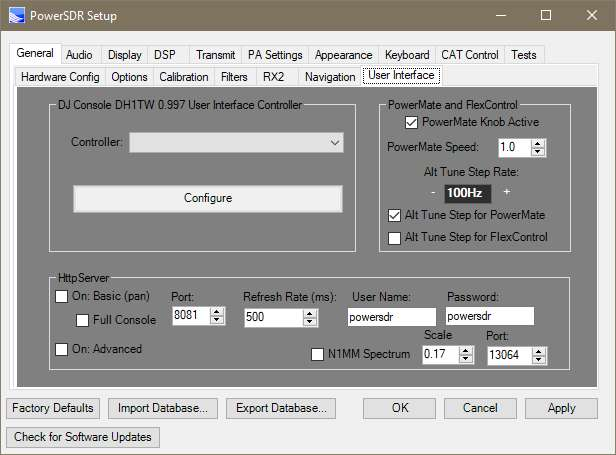 PowerSDR Setup
General Audio Display DSP Transmit PA Settings Appearance Keyboard CAT Control Tests
Hardware Config Options Calibration Filters RX2 Navigation User Interface
DJ Console DH1TW 0.997 User Interface Controller
Controller:
Configure
PowerMate and FlexControl
PowerMate Knob Active
PowerMate Speed: 1.0
Alt Tune Step Rate:
- 100Hz +
Alt Tune Step for PowerMate
Alt Tune Step for FlexControl
HttpServer
On: Basic (pan) Port: Refresh Rate (ms): User Name: Password:
Full Console 8081 500 powersdr powersdr
Scale Port:
On: Advanced N1MM Spectrum 0.17 13064
Factory Defaults Import Database... Export Database... OK Cancel Apply
Check for Software Updates